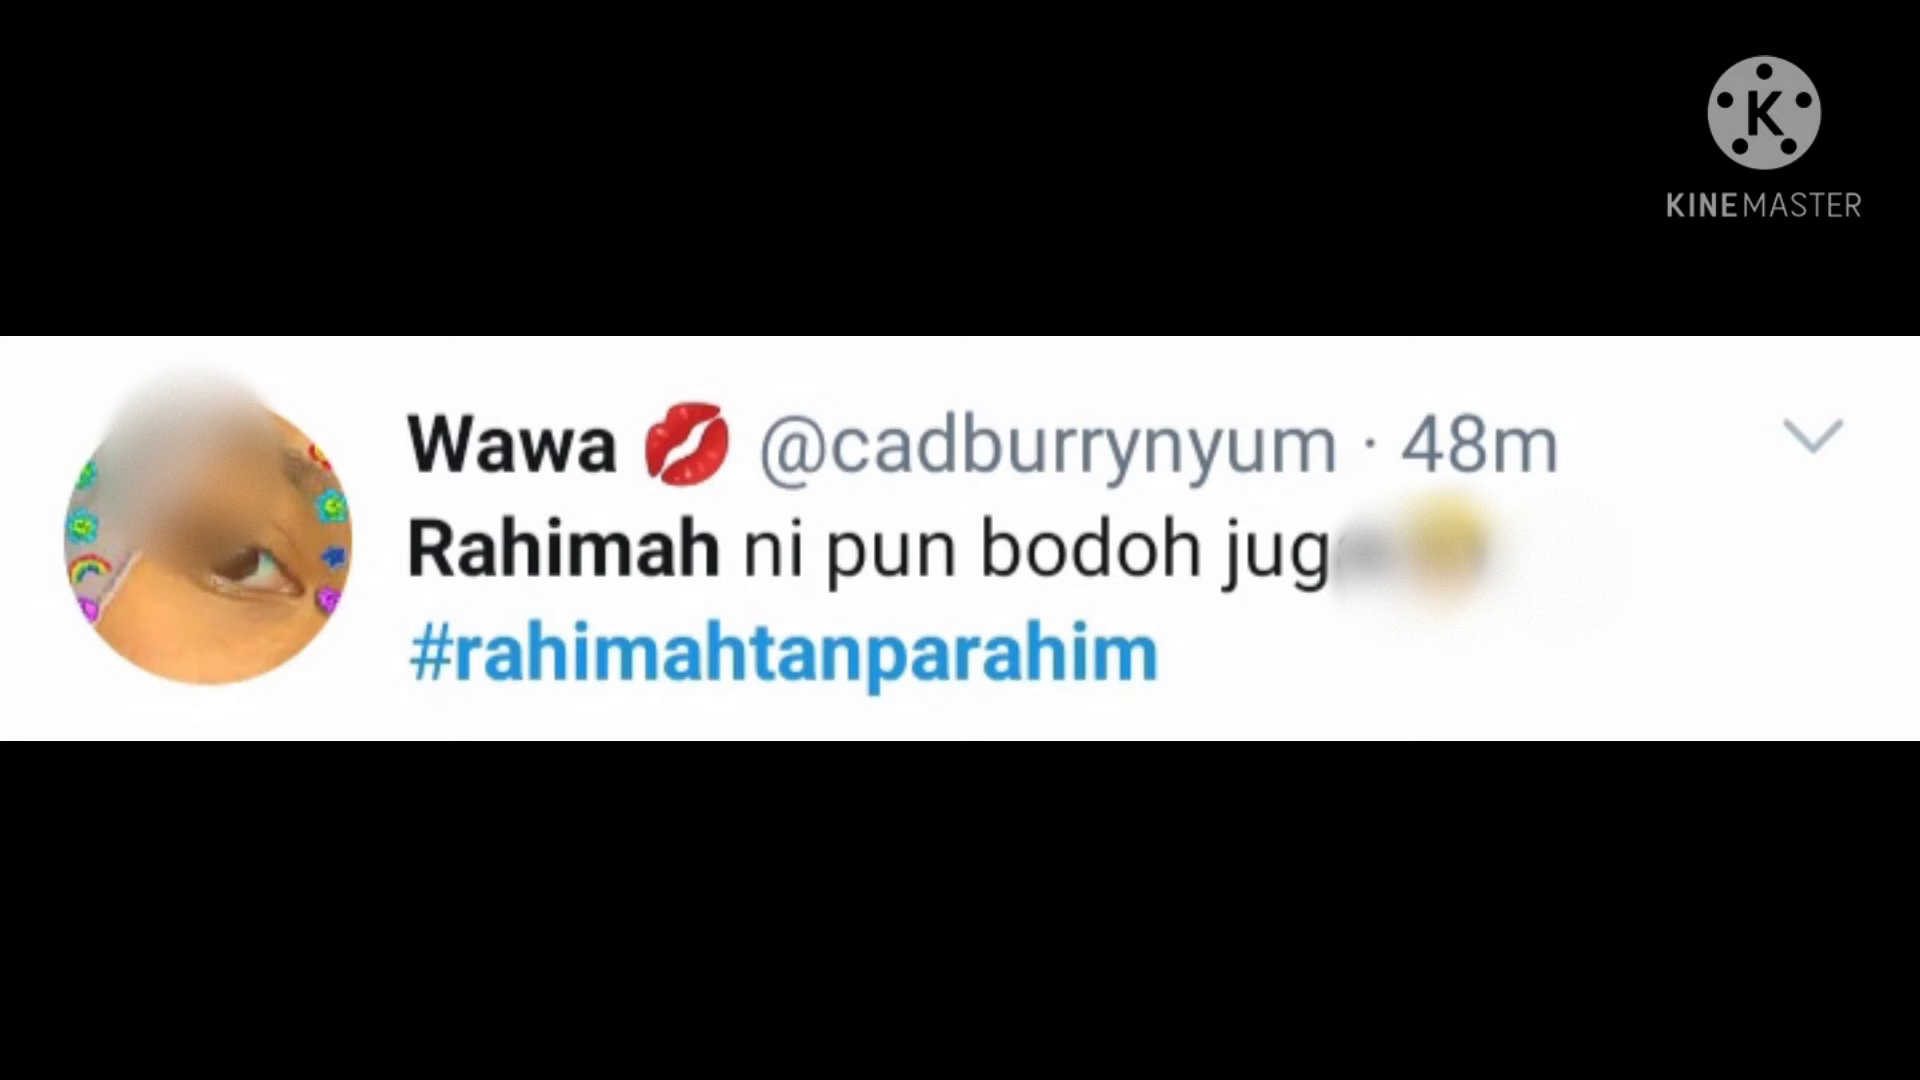 KINEMASTER
Wawa 💋 @cadburrynyum · 48m
Rahimah ni pun bodoh jug
#rahimahtanparahim